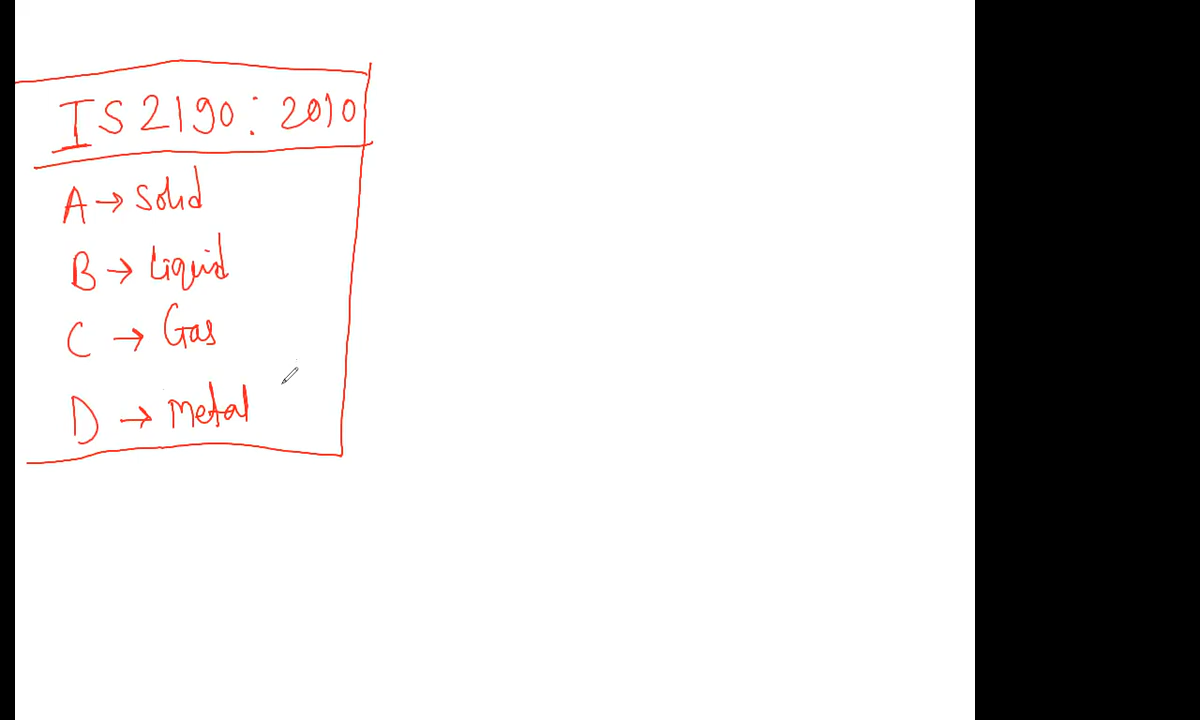 IS 2190: 2010
A → Solid
B → Liquid
C → Gas
D → Metal